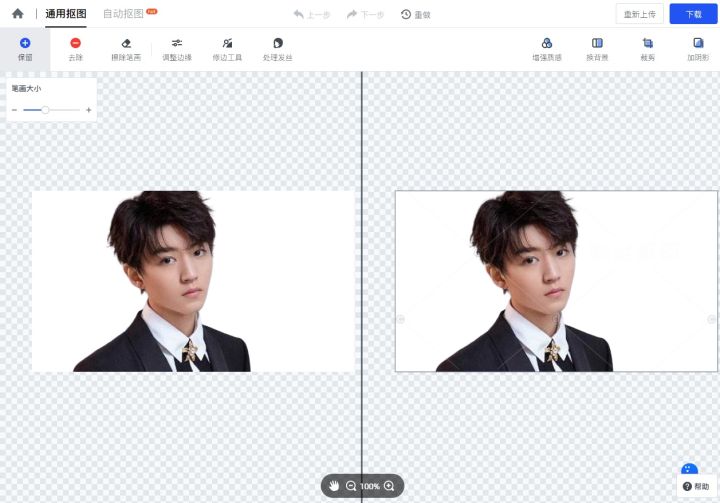 通用抠图 自动抠图 Hot 上一步 下一步 重做 重新上传 下载
保留 去除 擦除笔画 调整边缘 修边工具 处理发丝 增强质感 换背景 裁剪 加阴影
笔画大小
100%
帮助